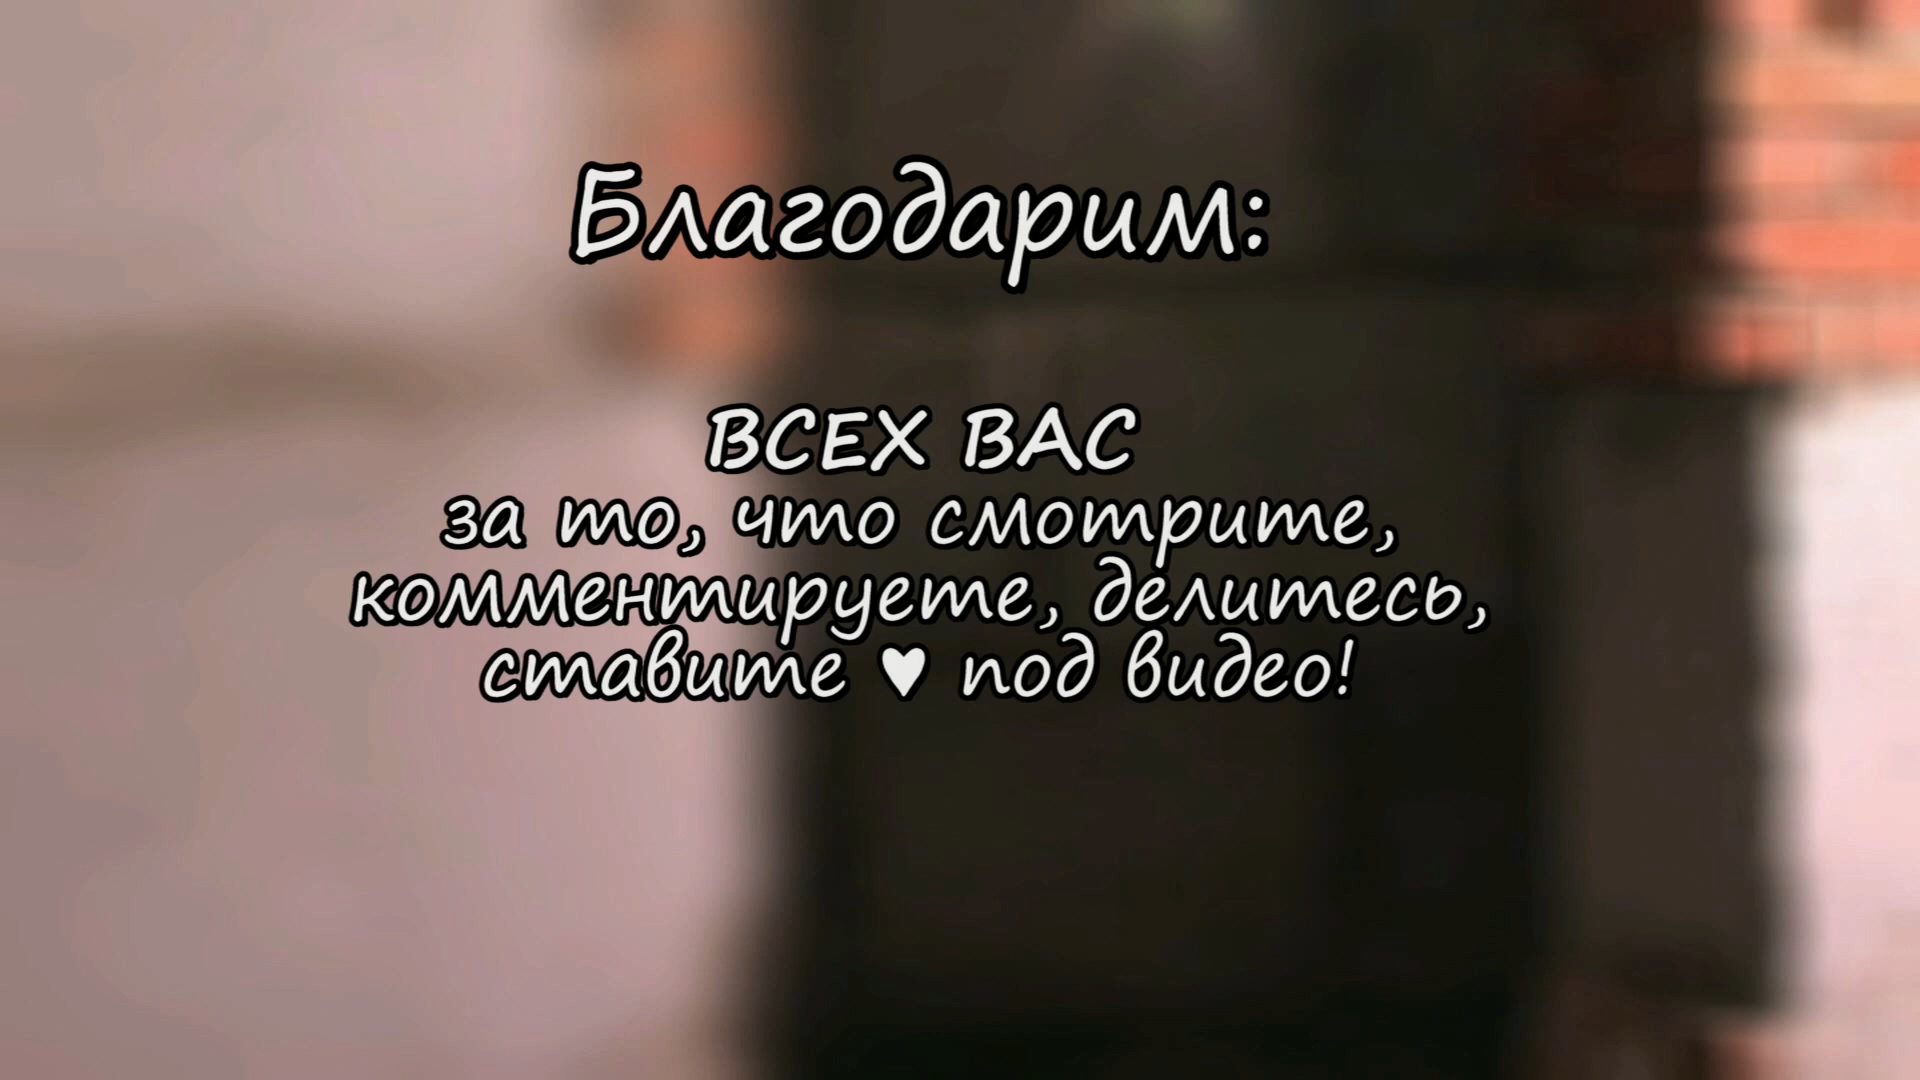 Благодарим:
ВСЕХ ВАС
за то, что смотрите,
комментируете, делитесь,
ставите ♥ под видео!